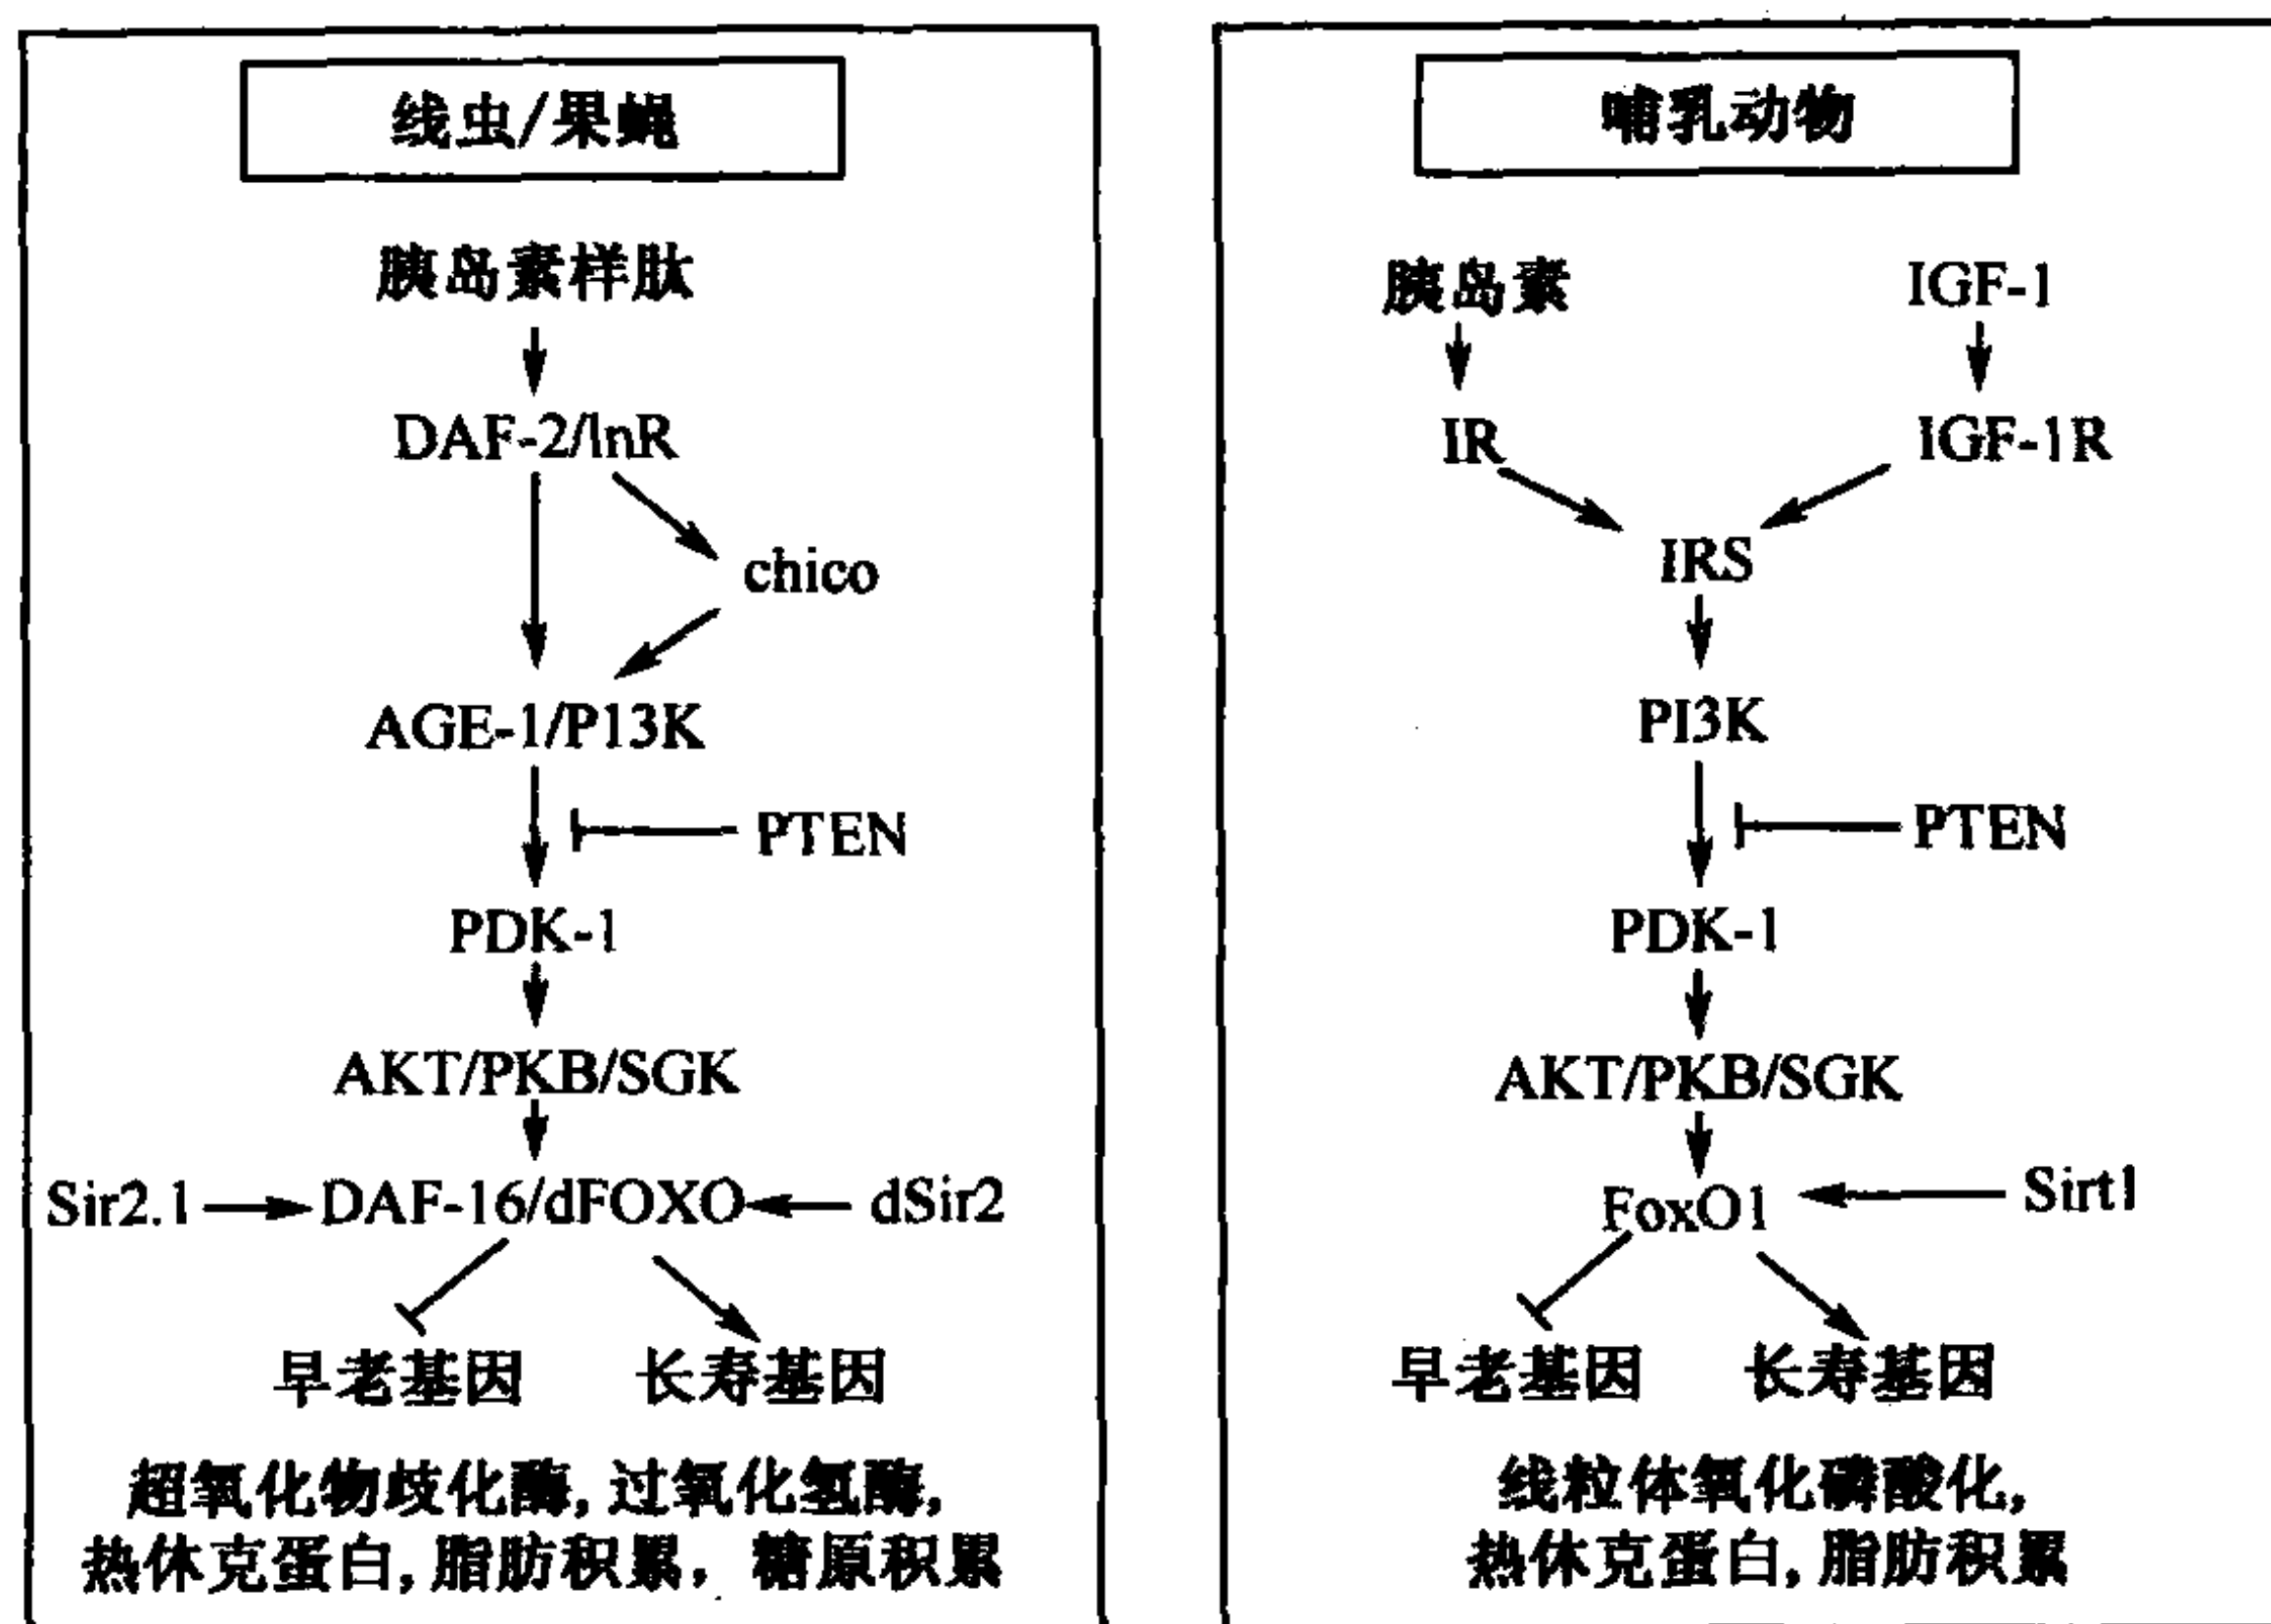 线虫/果蝇
胰岛素样肽
DAF-2/lnR
chico
AGE-1/P13K
PTEN
PDK-1
AKT/PKB/SGK
Sir2.1
DAF-16/dFOXO
dSir2
早老基因
长寿基因
超氧化物歧化酶, 过氧化氢酶,
热休克蛋白, 脂肪积累, 糖原积累
哺乳动物
胰岛素
IGF-1
IR
IGF-1R
IRS
PI3K
PTEN
PDK-1
AKT/PKB/SGK
FoxO1
Sirt1
早老基因
长寿基因
线粒体氧化磷酸化,
热休克蛋白, 脂肪积累